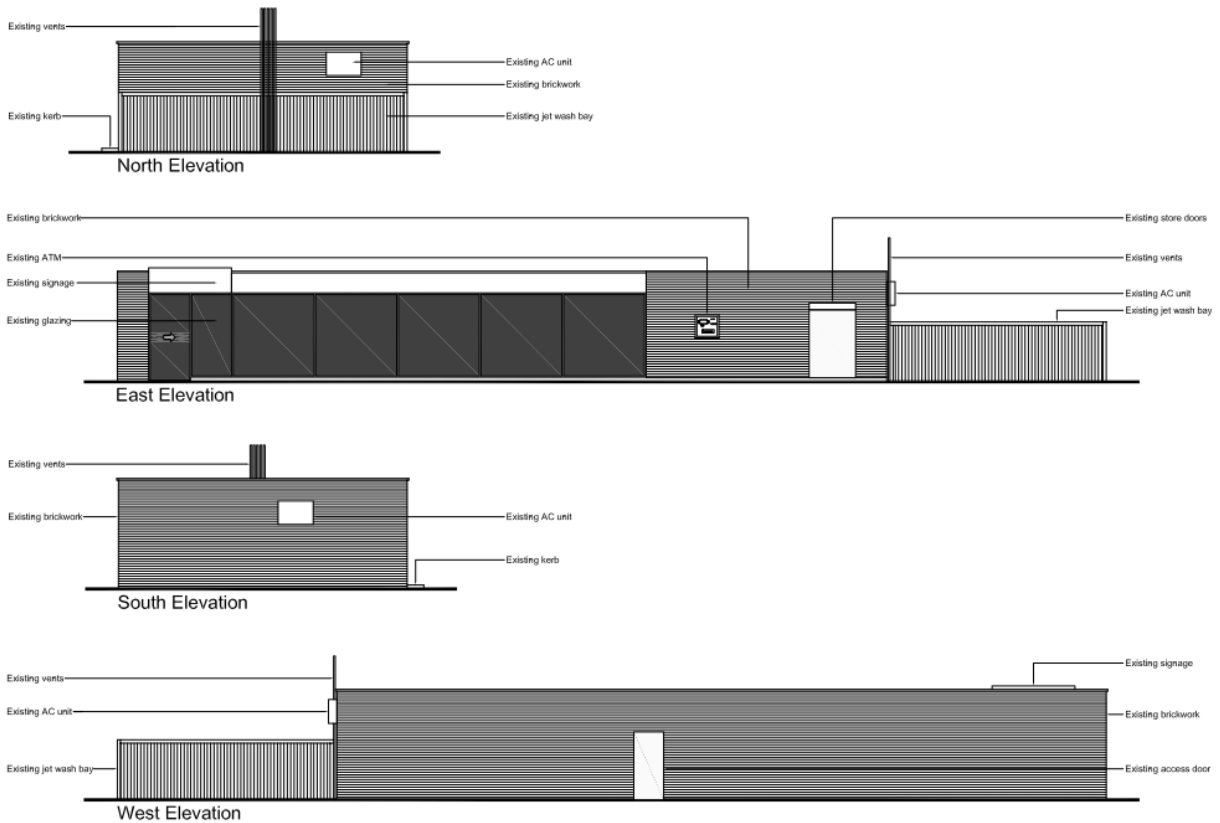 Existing vents
Existing AC unit
Existing brickwork
Existing kerb
Existing jet wash bay
North Elevation
Existing brickwork
Existing store doors
Existing ATM
Existing vents
Existing signage
Existing AC unit
Existing jet wash bay
Existing glazing
East Elevation
Existing vents
Existing brickwork
Existing AC unit
Existing kerb
South Elevation
Existing signage
Existing vents
Existing AC unit
Existing brickwork
Existing jet wash bay
Existing access door
West Elevation